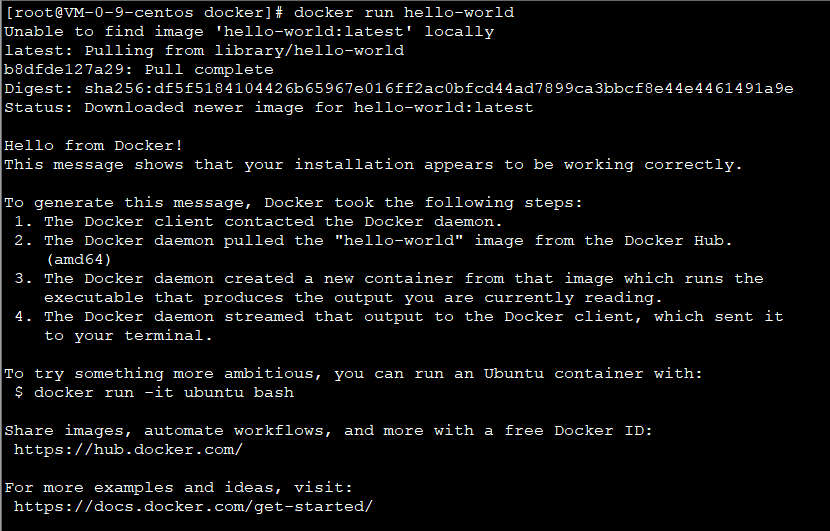 [root@VM-0-9-centos docker]# docker run hello-world
Unable to find image 'hello-world:latest' locally
latest: Pulling from library/hello-world
b8dfde127a29: Pull complete
Digest: sha256:df5f5184104426b65967e016ff2ac0bfcd44ad7899ca3bbcf8e44e4461491a9e
Status: Downloaded newer image for hello-world:latest

Hello from Docker!
This message shows that your installation appears to be working correctly.

To generate this message, Docker took the following steps:
 1. The Docker client contacted the Docker daemon.
 2. The Docker daemon pulled the "hello-world" image from the Docker Hub.
    (amd64)
 3. The Docker daemon created a new container from that image which runs the
    executable that produces the output you are currently reading.
 4. The Docker daemon streamed that output to the Docker client, which sent it
    to your terminal.

To try something more ambitious, you can run an Ubuntu container with:
 $ docker run -it ubuntu bash

Share images, automate workflows, and more with a free Docker ID:
 https://hub.docker.com/

For more examples and ideas, visit:
 https://docs.docker.com/get-started/